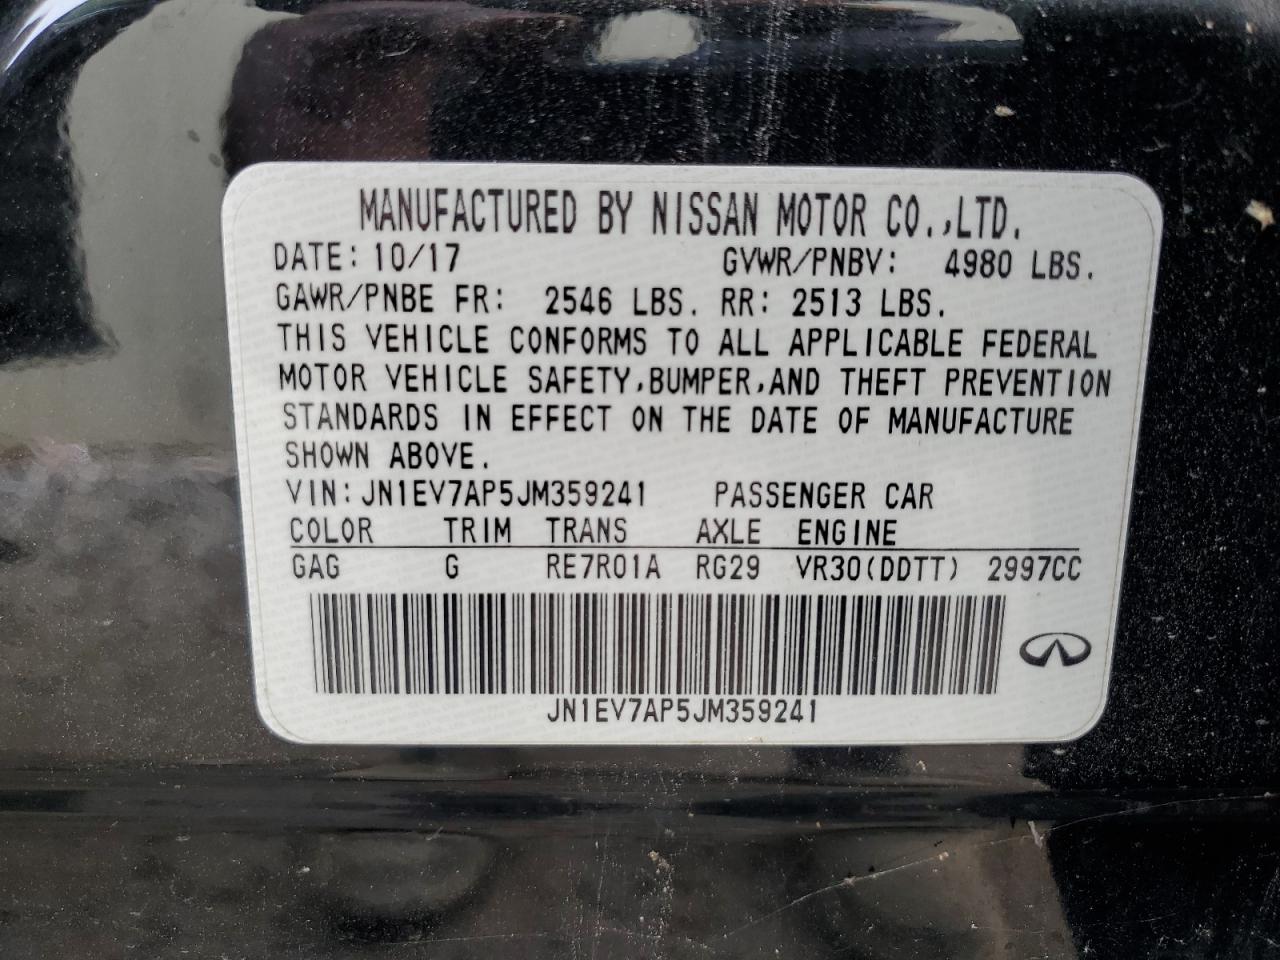 MANUFACTURED BY NISSAN MOTOR CO.,LTD.
DATE: 10/17 GVWR/PNBV: 4980 LBS.
GAWR/PNBE FR: 2546 LBS. RR: 2513 LBS.
THIS VEHICLE CONFORMS TO ALL APPLICABLE FEDERAL
MOTOR VEHICLE SAFETY,BUMPER,AND THEFT PREVENTION
STANDARDS IN EFFECT ON THE DATE OF MANUFACTURE
SHOWN ABOVE.
VIN: JN1EV7AP5JM359241 PASSENGER CAR
COLOR TRIM TRANS AXLE ENGINE
GAG G RE7R01A RG29 VR30(DDTT) 2997CC
JN1EV7AP5JM359241